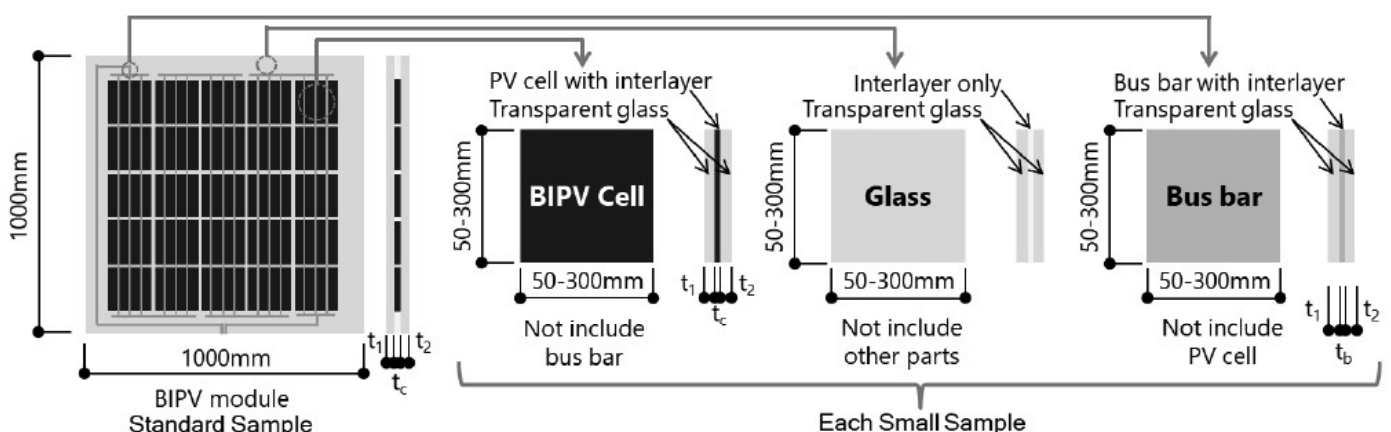 1000mm
1000mm
t1 t2
tc
BIPV module
Standard Sample
PV cell with interlayer
Transparent glass
50-300mm
BIPV Cell
50-300mm
t1 t2
tc
Not include
bus bar
Interlayer only
Transparent glass
50-300mm
Glass
50-300mm
Not include
other parts
Bus bar with interlayer
Transparent glass
50-300mm
Bus bar
50-300mm
t1 t2
tb
Not include
PV cell
Each Small Sample